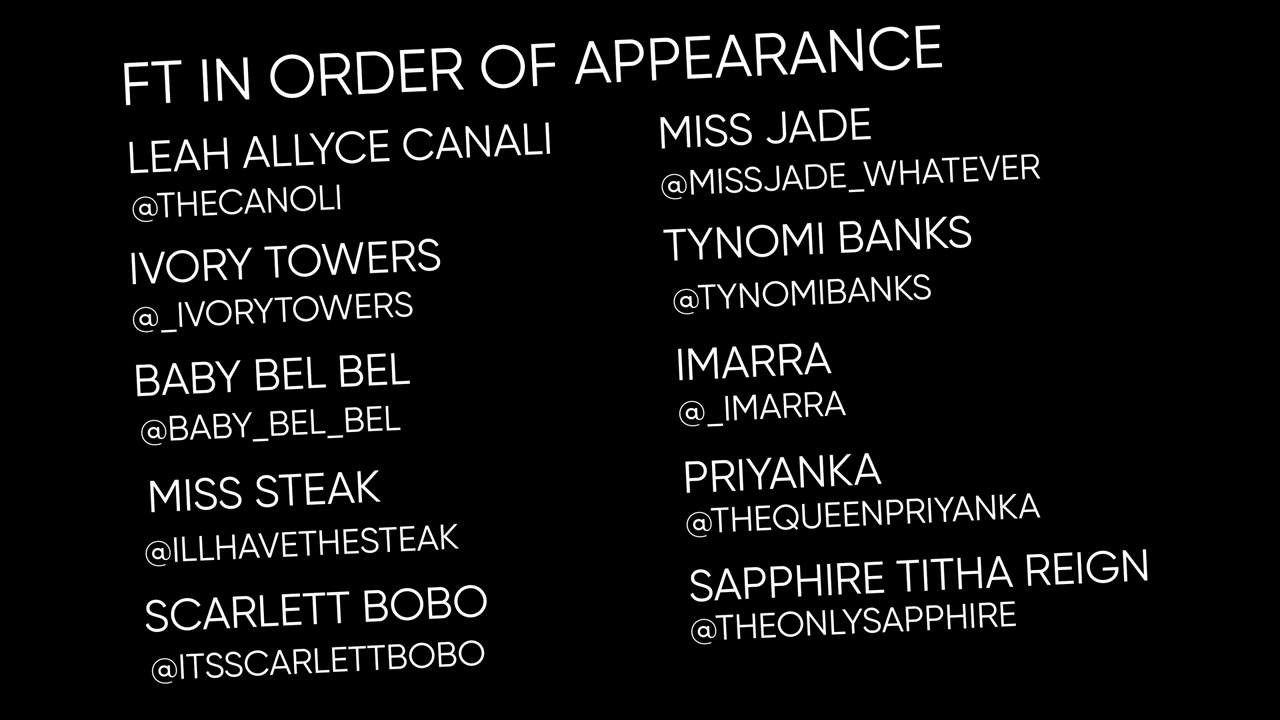 FT IN ORDER OF APPEARANCE
LEAH ALLYCE CANALI
@THECANOLI
IVORY TOWERS
@_IVORYTOWERS
BABY BEL BEL
@BABY_BEL_BEL
MISS STEAK
@ILLHAVETHESTEAK
SCARLETT BOBO
@ITSSCARLETTBOBO
MISS JADE
@MISSJADE_WHATEVER
TYNOMI BANKS
@TYNOMIBANKS
IMARRA
@_IMARRA
PRIYANKA
@THEQUEENPRIYANKA
SAPPHIRE TITHA REIGN
@THEONLYSAPPHIRE